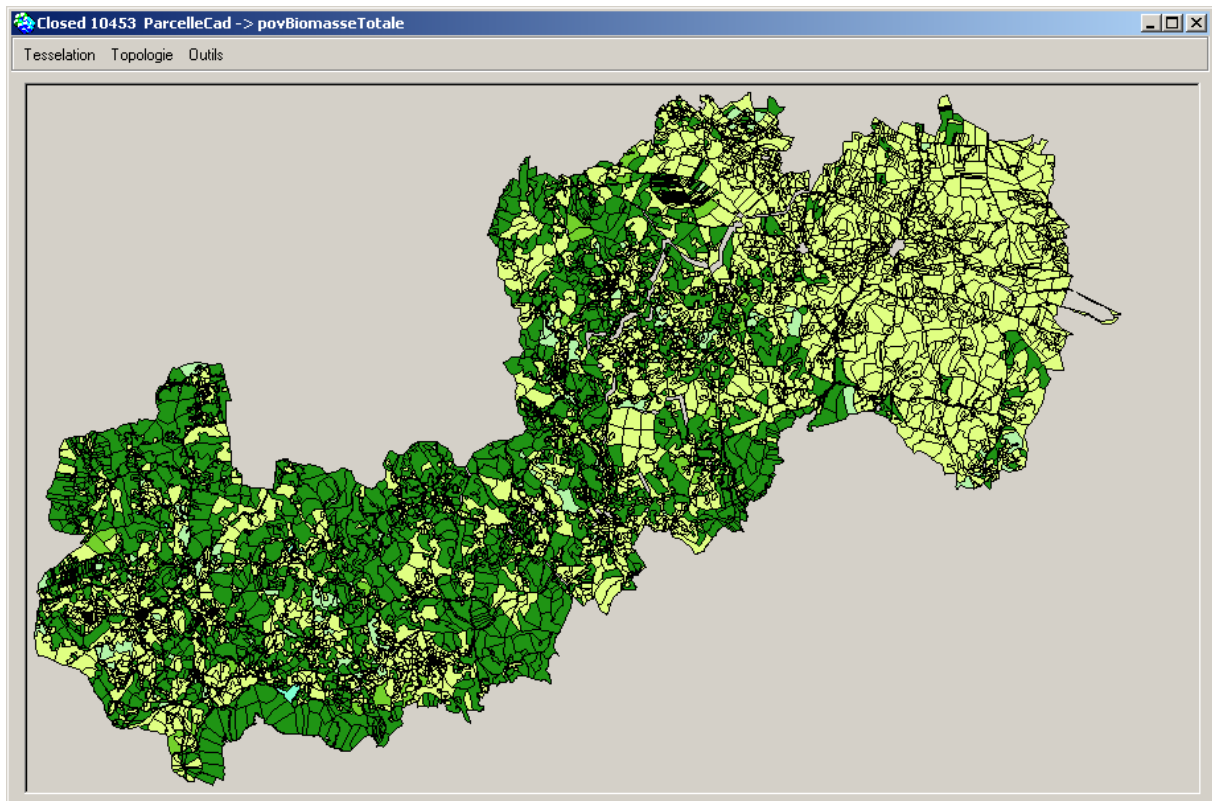 Closed 10453 ParcelleCad -> povBiomasseTotale
Tesselation Topologie Outils